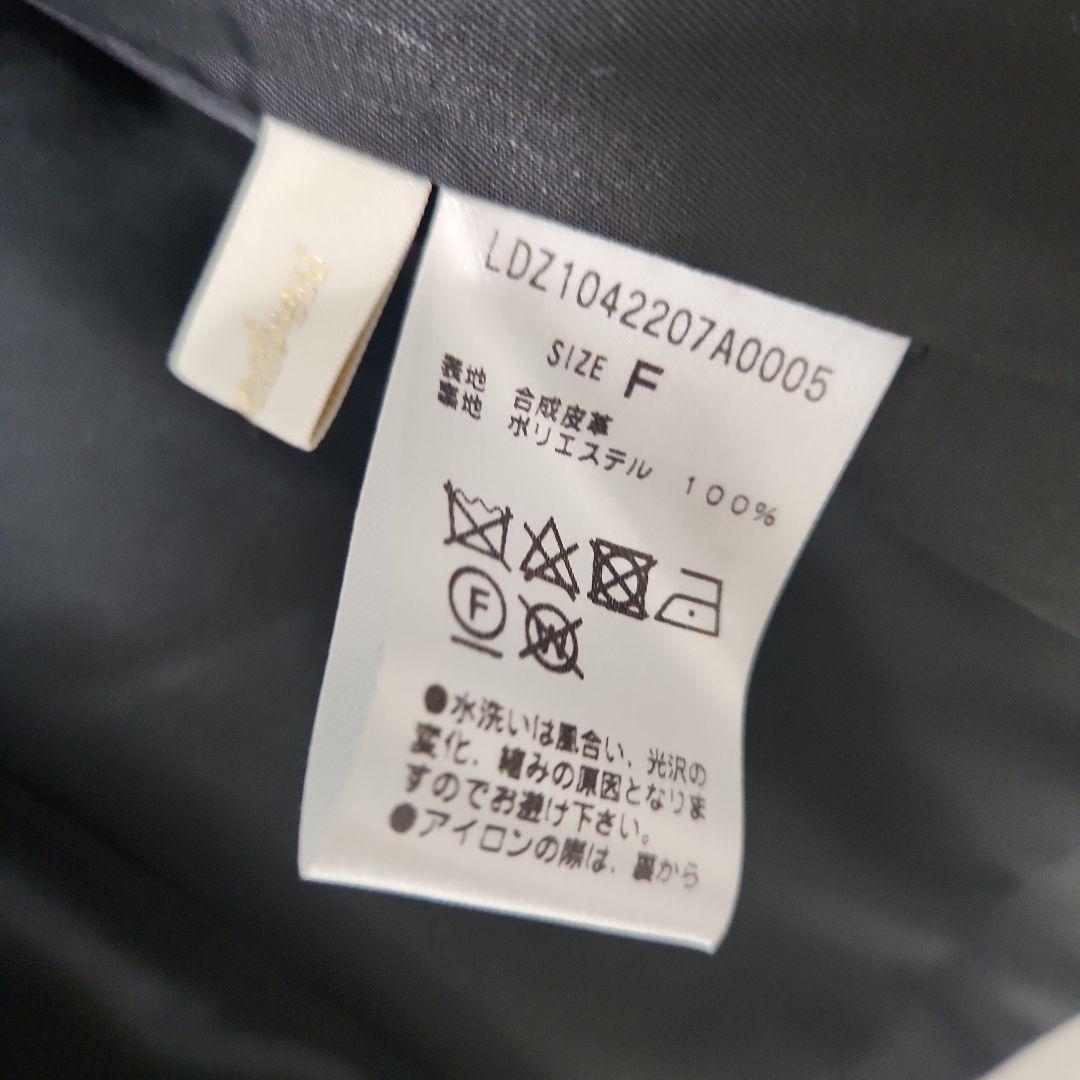 LDZ1042207A0005
SIZE F
表地 合成皮革
裏地 ポリエステル 100%
F
W
●水洗いは風合い、光沢の
変化、縮みの原因となりま
すのでお避け下さい。
●アイロンの際は、裏から